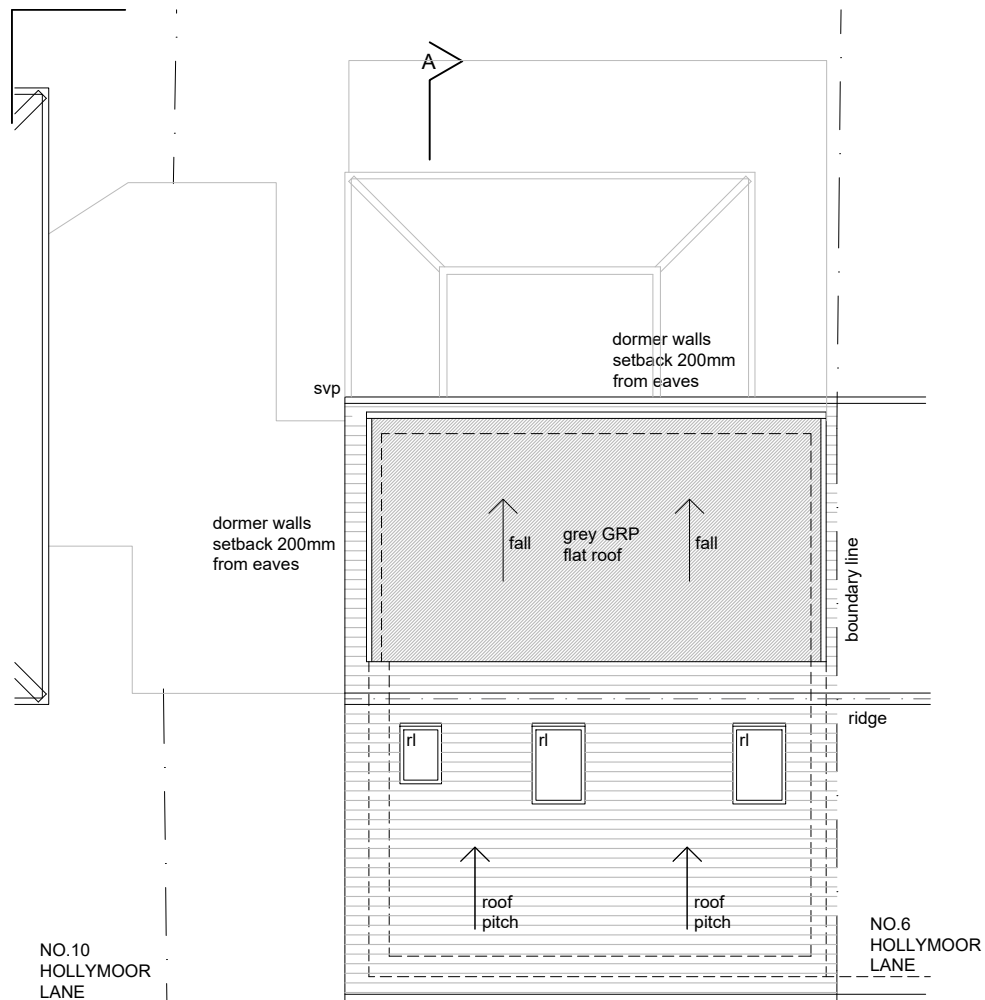 A
dormer walls
setback 200mm
from eaves
svp
dormer walls
setback 200mm
from eaves
fall
grey GRP
flat roof
fall
boundary line
ridge
rl
rl
rl
roof
pitch
roof
pitch
NO.10
HOLLYMOOR
LANE
NO.6
HOLLYMOOR
LANE